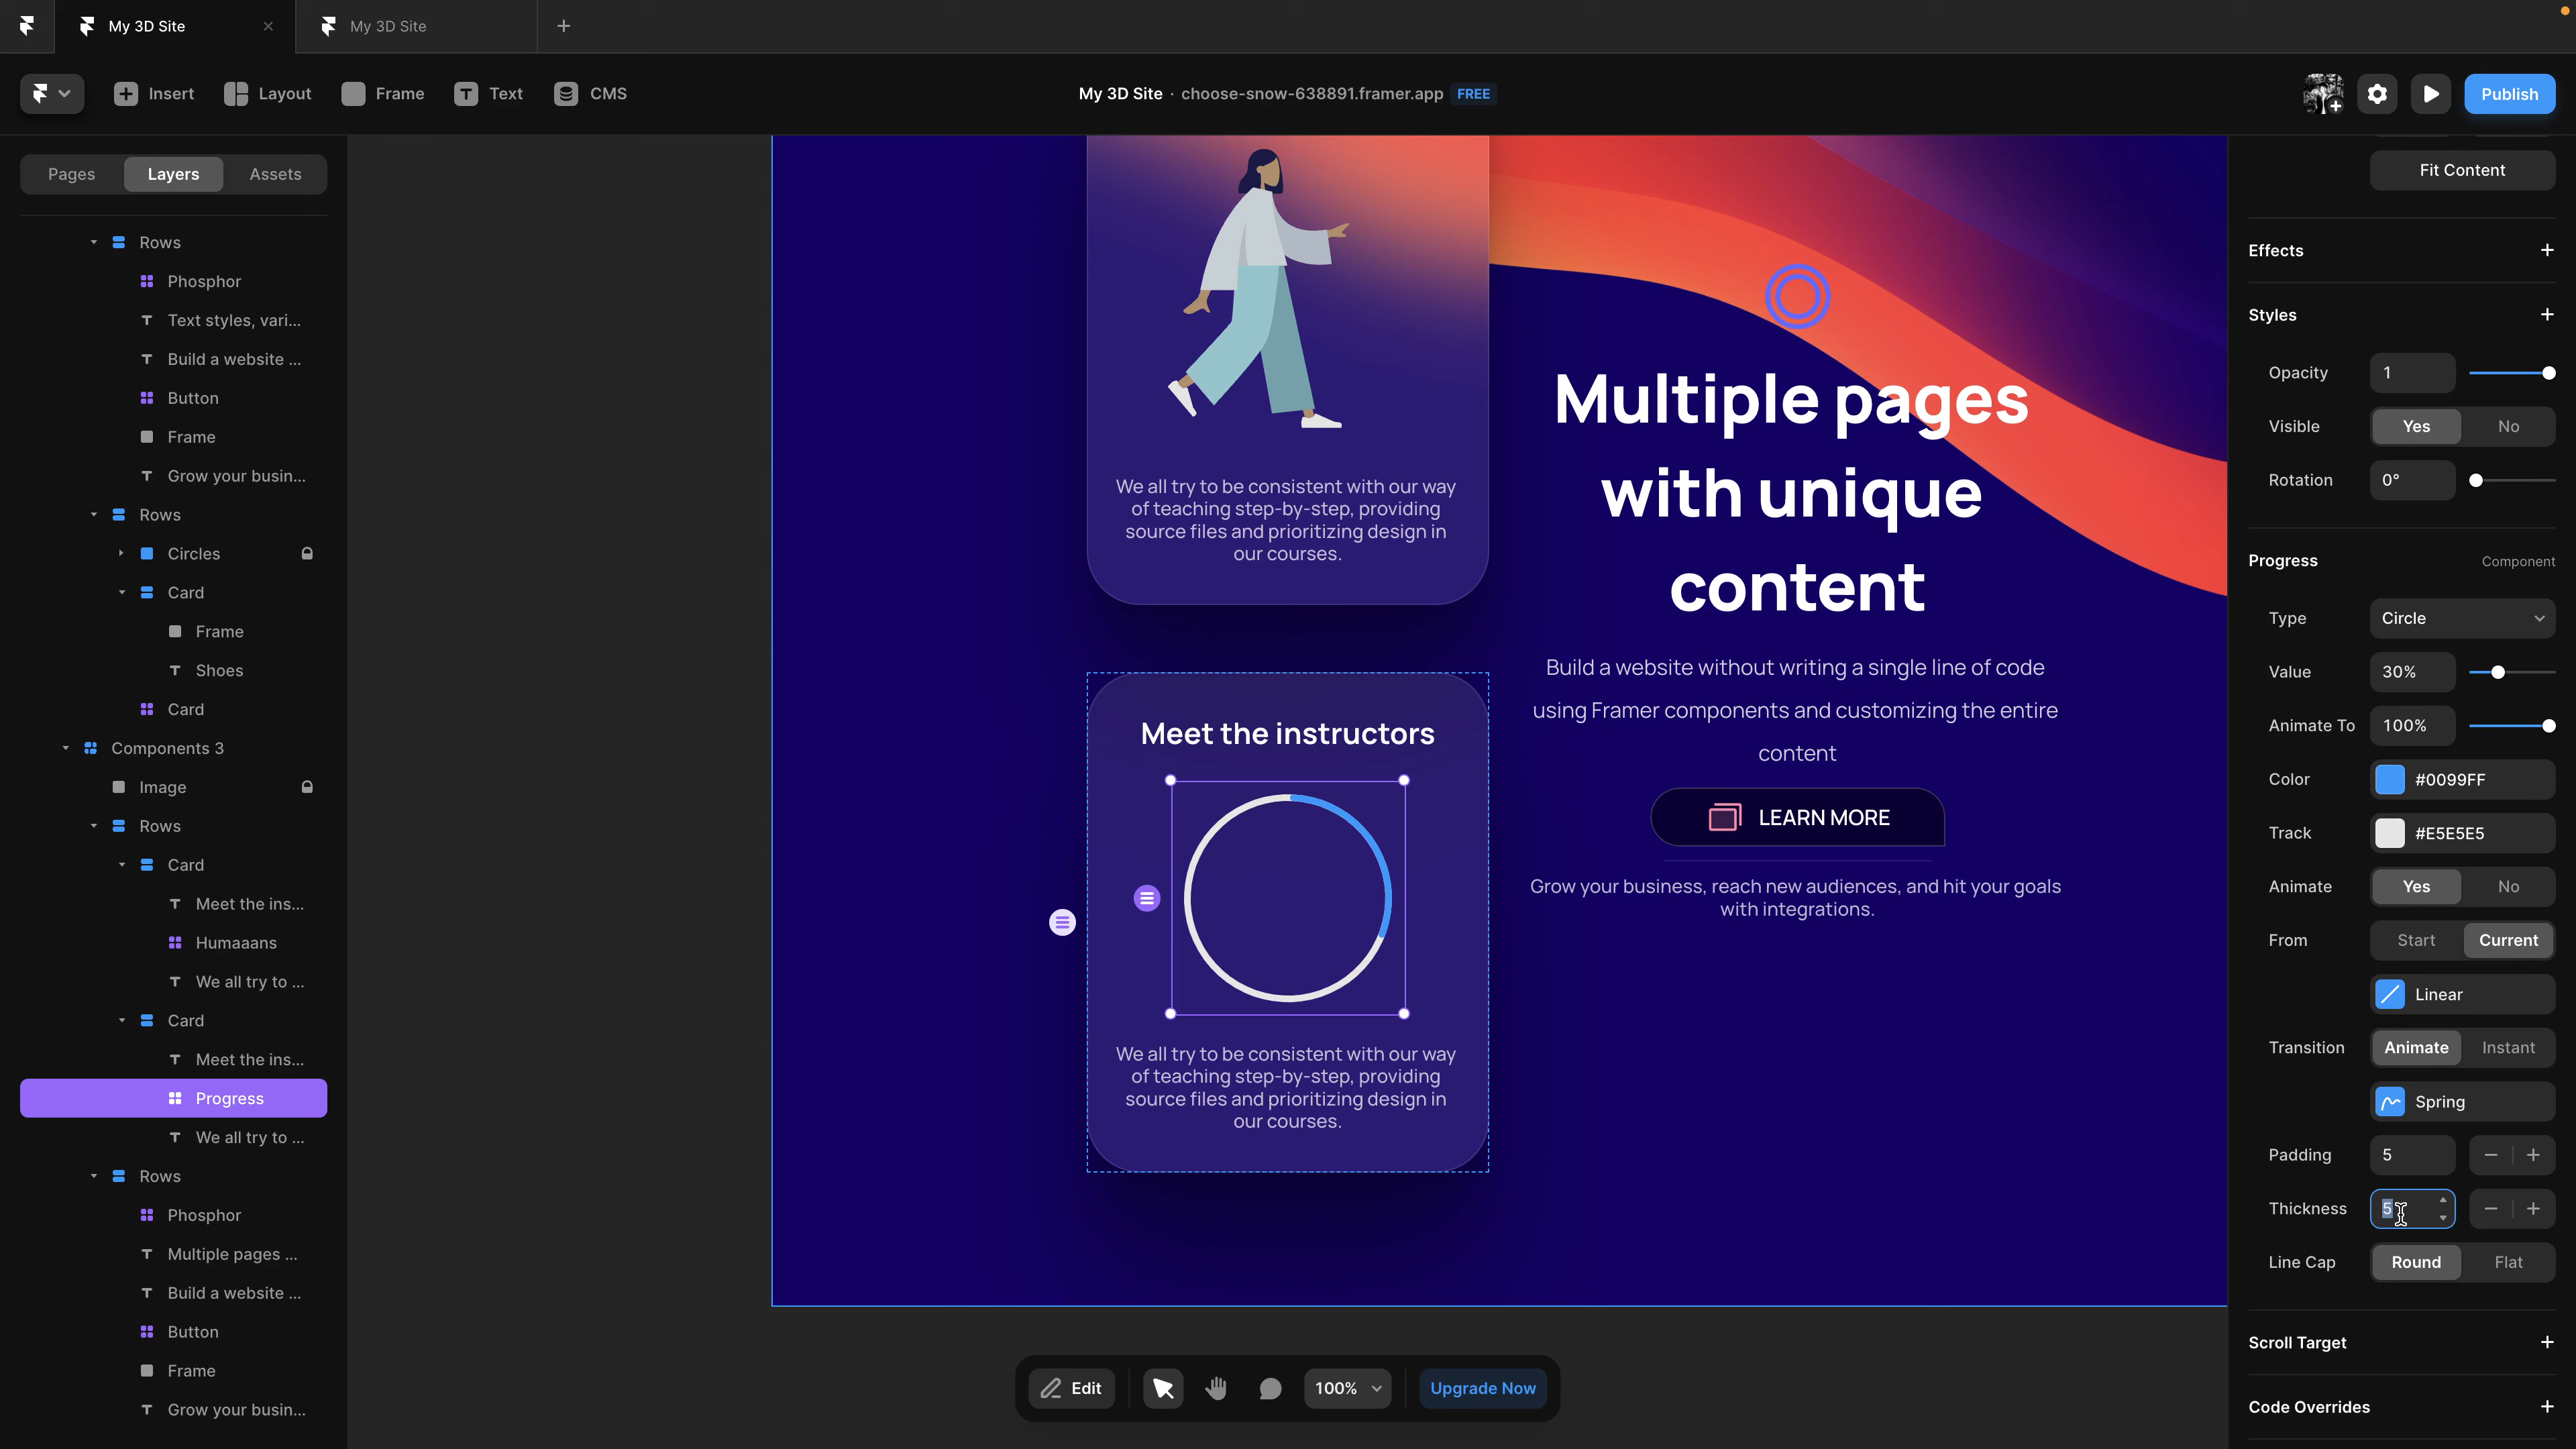 My 3D Site
My 3D Site
Insert
Layout
Frame
Text
CMS
My 3D Site · choose-snow-638891.framer.app FREE
Publish
Pages
Layers
Assets
Rows
Phosphor
Text styles, vari...
Build a website ...
Button
Frame
Grow your busin...
Rows
Circles
Card
Frame
Shoes
Card
Components 3
Image
Rows
Card
Meet the ins...
Humaaans
We all try to ...
Card
Meet the ins...
Progress
We all try to ...
Rows
Phosphor
Multiple pages ...
Build a website ...
Button
Frame
Grow your busin...
We all try to be consistent with our way
of teaching step-by-step, providing
source files and prioritizing design in
our courses.
Meet the instructors
We all try to be consistent with our way
of teaching step-by-step, providing
source files and prioritizing design in
our courses.
Multiple pages
with unique
content
Build a website without writing a single line of code
using Framer components and customizing the entire
content
LEARN MORE
Grow your business, reach new audiences, and hit your goals
with integrations.
Edit
100%
Upgrade Now
Fit Content
Effects
Styles
Opacity 1
Visible Yes No
Rotation 0°
Progress Component
Type Circle
Value 30%
Animate To 100%
Color #0099FF
Track #E5E5E5
Animate Yes No
From Start Current
Linear
Transition Animate Instant
Spring
Padding 5
Thickness 5
Line Cap Round Flat
Scroll Target
Code Overrides